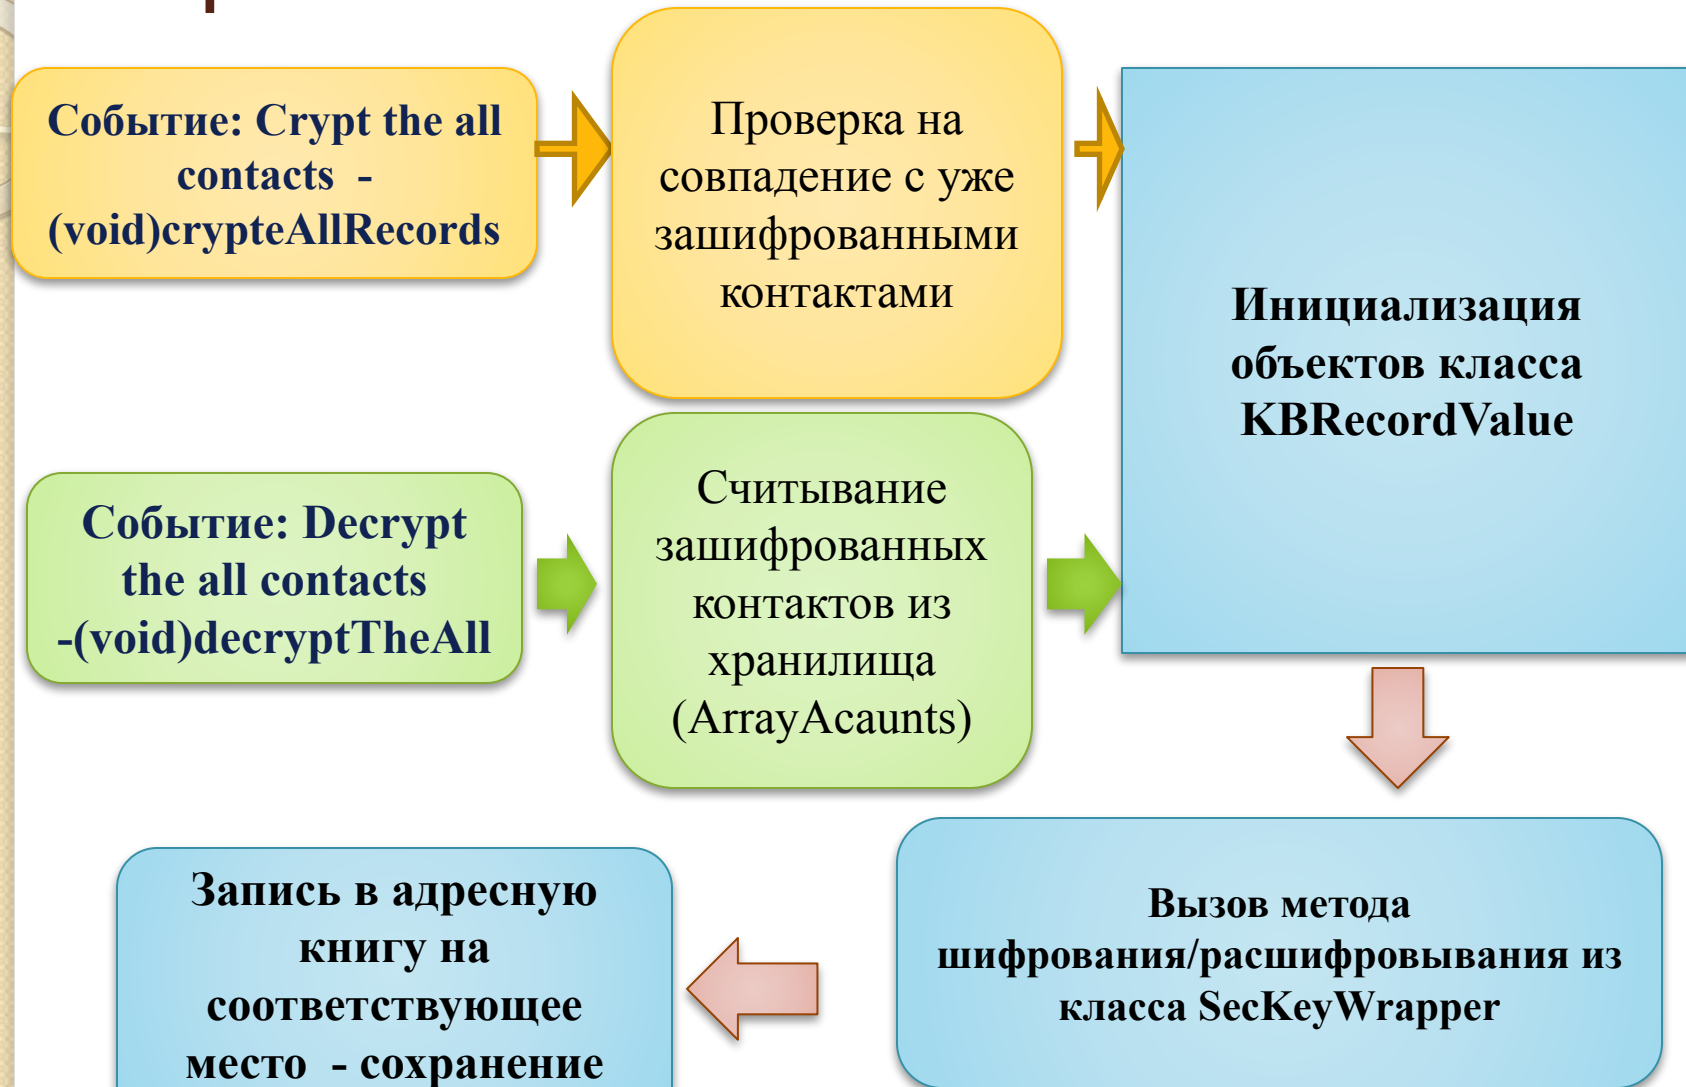 Событие: Crypt the all
contacts -
(void)crypteAllRecords
Проверка на
совпадение с уже
зашифрованными
контактами
Инициализация
объектов класса
KBRecordValue
Событие: Decrypt
the all contacts
-(void)decryptTheAll
Считывание
зашифрованных
контактов из
хранилища
(ArrayAcaunts)
Вызов метода
шифрования/расшифровывания из
класса SecKeyWrapper
Запись в адресную
книгу на
соответствующее
место - сохранение